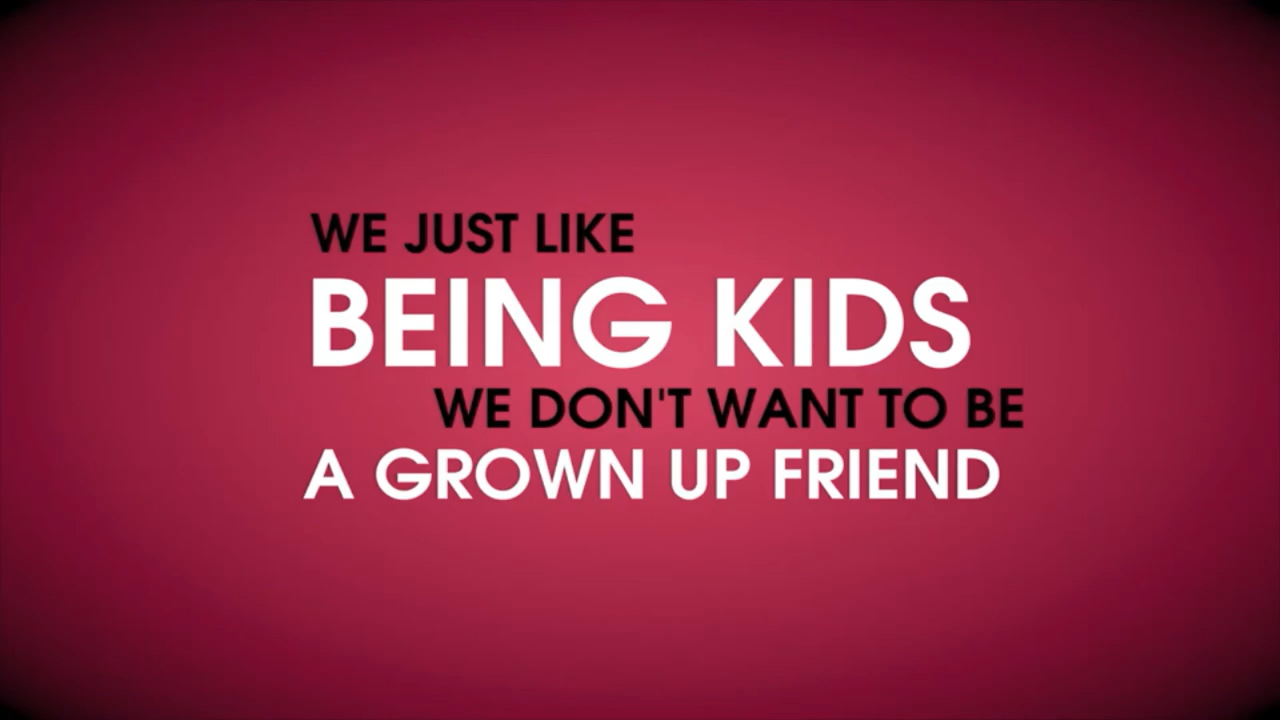 WE JUST LIKE
BEING KIDS
WE DON'T WANT TO BE
A GROWN UP FRIEND